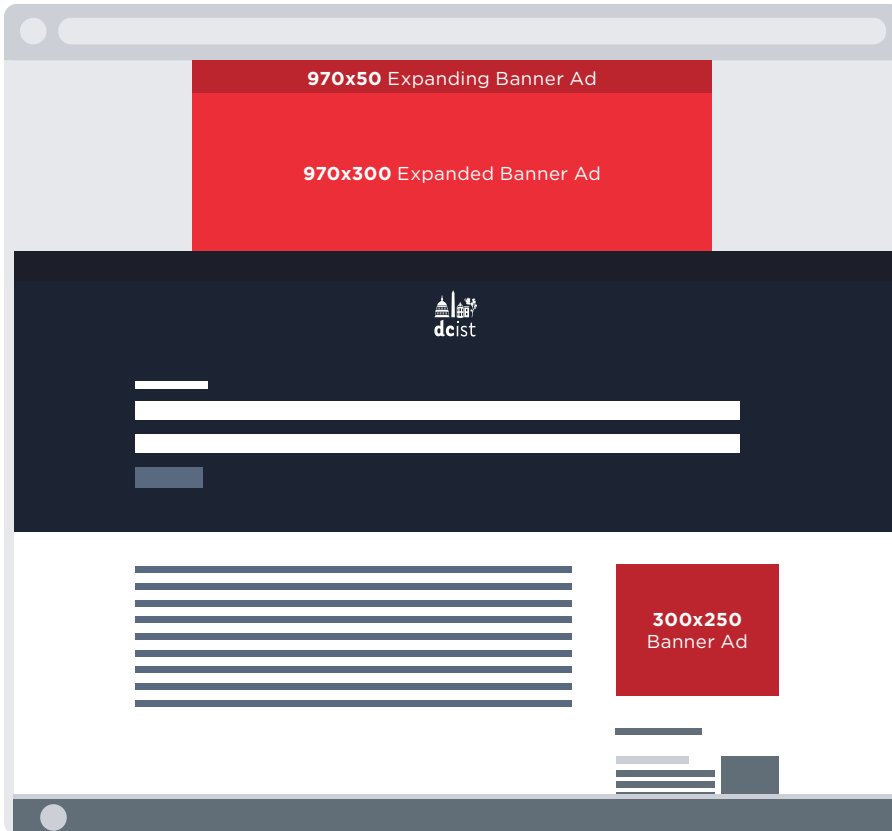 970x50 Expanding Banner Ad
970x300 Expanded Banner Ad
dcist
300x250
Banner Ad